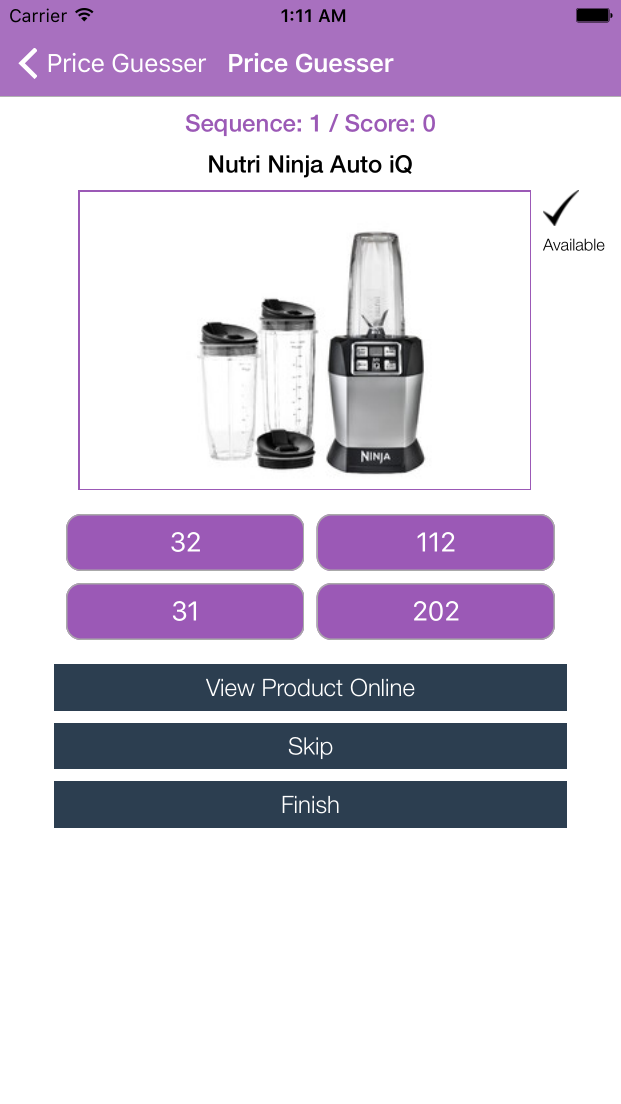 Carrier 1:11 AM
Price Guesser Price Guesser
Sequence: 1 / Score: 0
Nutri Ninja Auto iQ
Available
NINJA
32 112
31 202
View Product Online
Skip
Finish